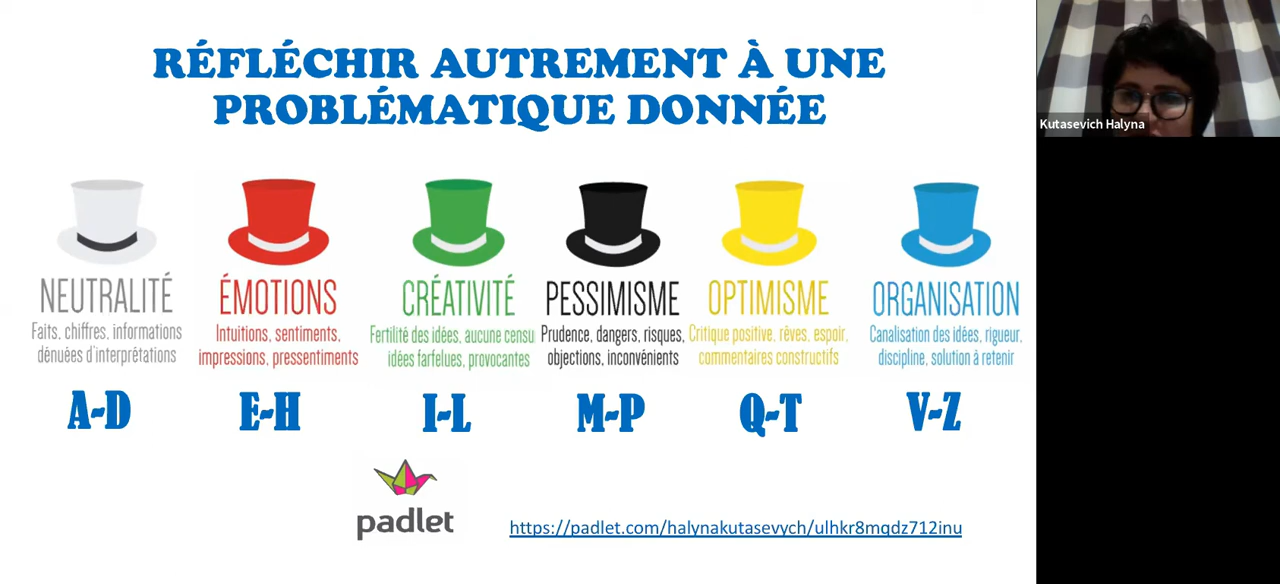 RÉFLÉCHIR AUTREMENT À UNE
PROBLÉMATIQUE DONNÉE
Kutasevich Halyna
NEUTRALITÉ
Faits, chiffres, informations
dénuées d'interprétations
A-D
ÉMOTIONS
Intuitions, sentiments,
impressions, pressentiments
E-H
CRÉATIVITÉ
Fertilité des idées, aucune censu
idées farfelues, provocantes
I-L
PESSIMISME
Prudence, dangers, risques,
objections, inconvénients
M-P
OPTIMISME
Critique positive, rêves, espoir,
commentaires constructifs
Q-T
ORGANISATION
Canalisation des idées, rigueur,
discipline, solution à retenir
V-Z
padlet
https://padlet.com/halynakutasevych/ulhkr8mqdz712inu